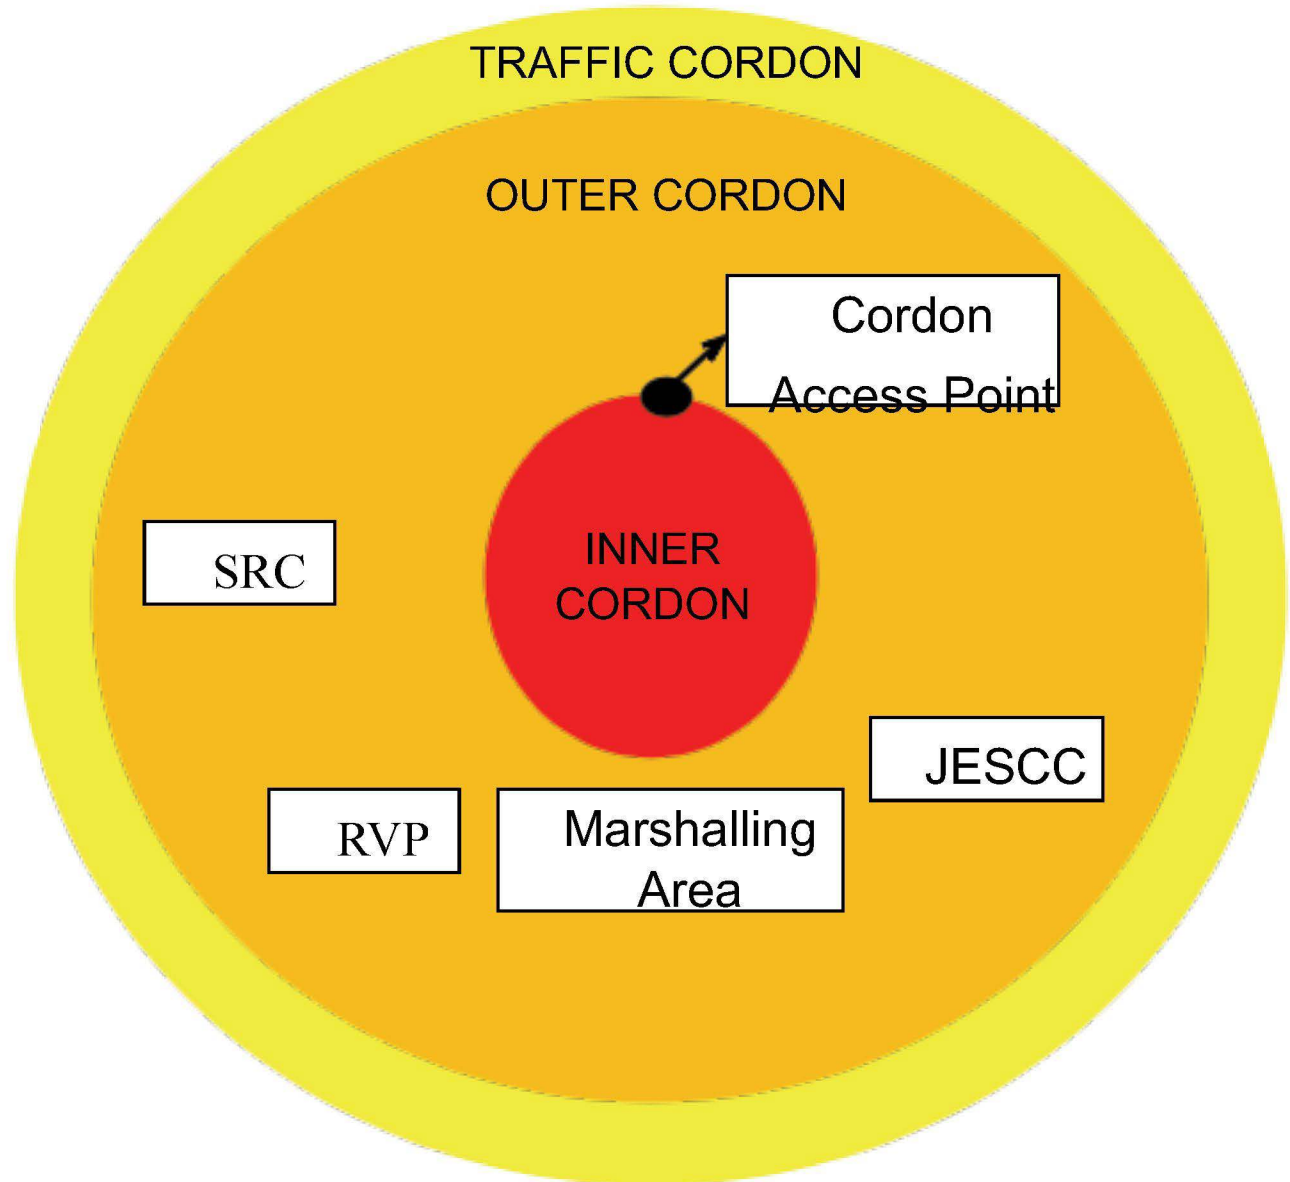 TRAFFIC CORDON
OUTER CORDON
Cordon
Access Point
INNER
CORDON
SRC
JESCC
RVP
Marshalling
Area